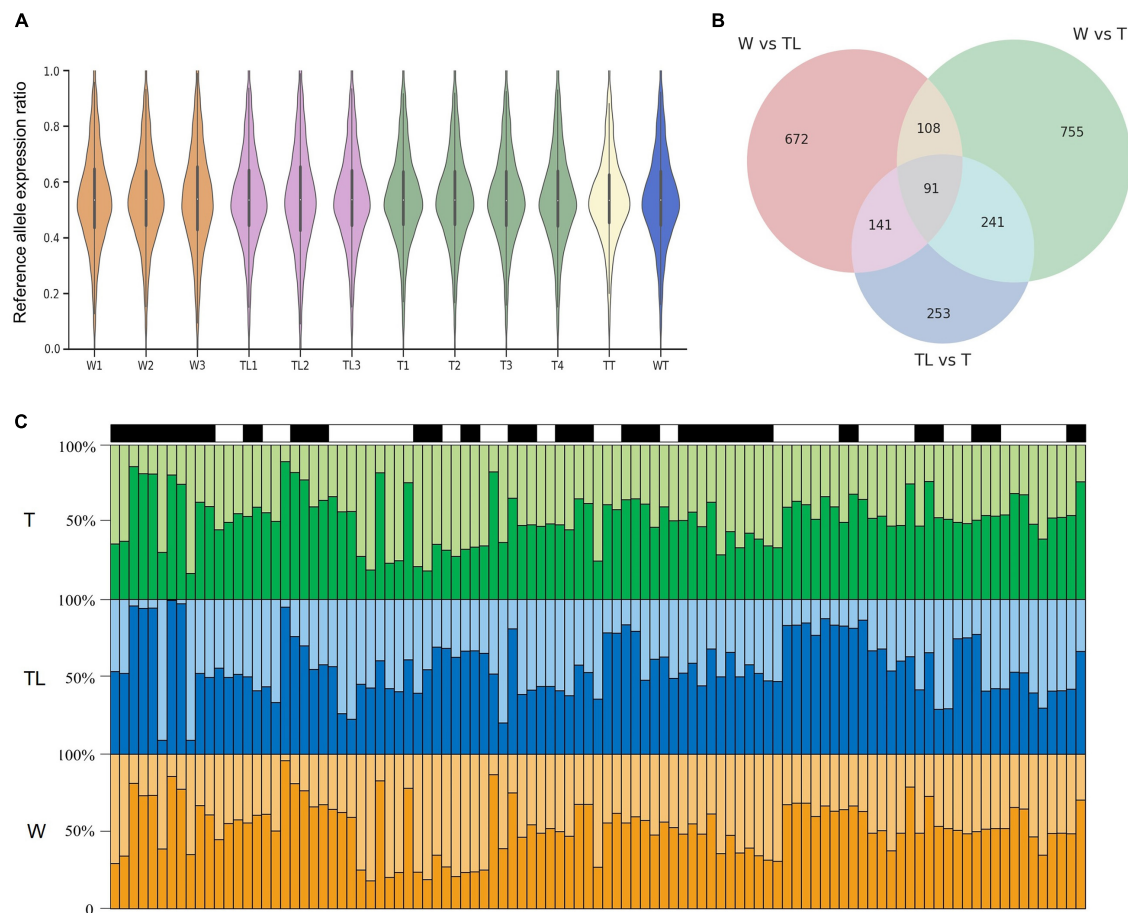 A
B
W vs TL
W vs T
Reference allele expression ratio
1.0
0.8
0.6
0.4
0.2
0.0
W1 W2 W3 TL1 TL2 TL3 T1 T2 T3 T4 TT WT
672
108
755
91
141
241
253
TL vs T
C
100%
T
50%
100%
TL
50%
100%
W
50%
0